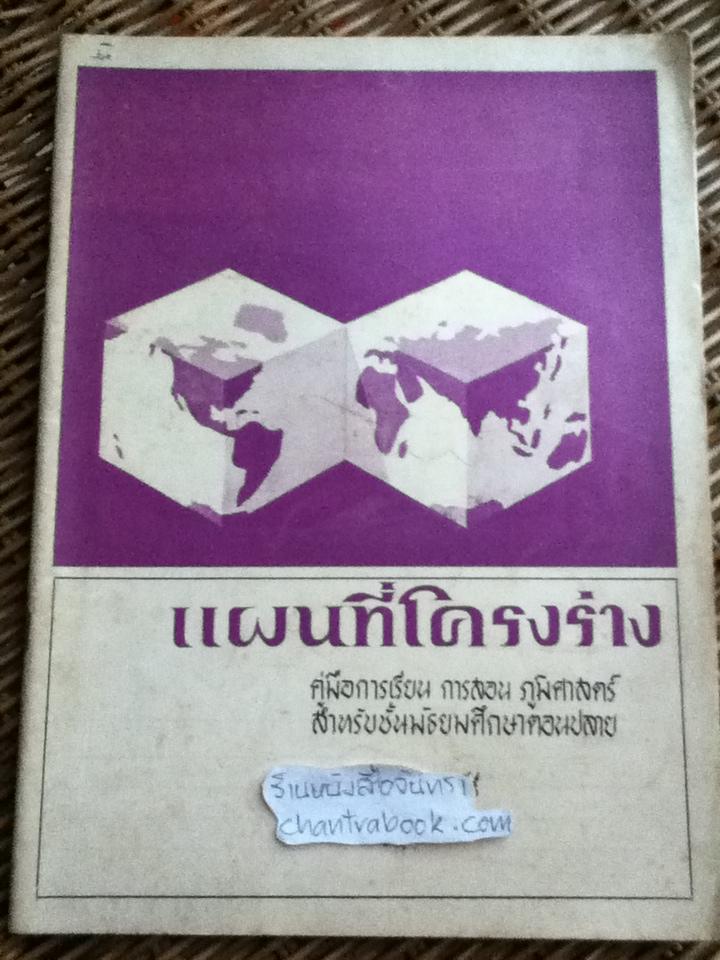 แผนที่โครงร่าง
คู่มือการเรียน การสอน ภูมิศาสตร์
สำหรับชั้นมัธยมศึกษาตอนปลาย
ร้านหนังสือจันทรา
chantrabook.com